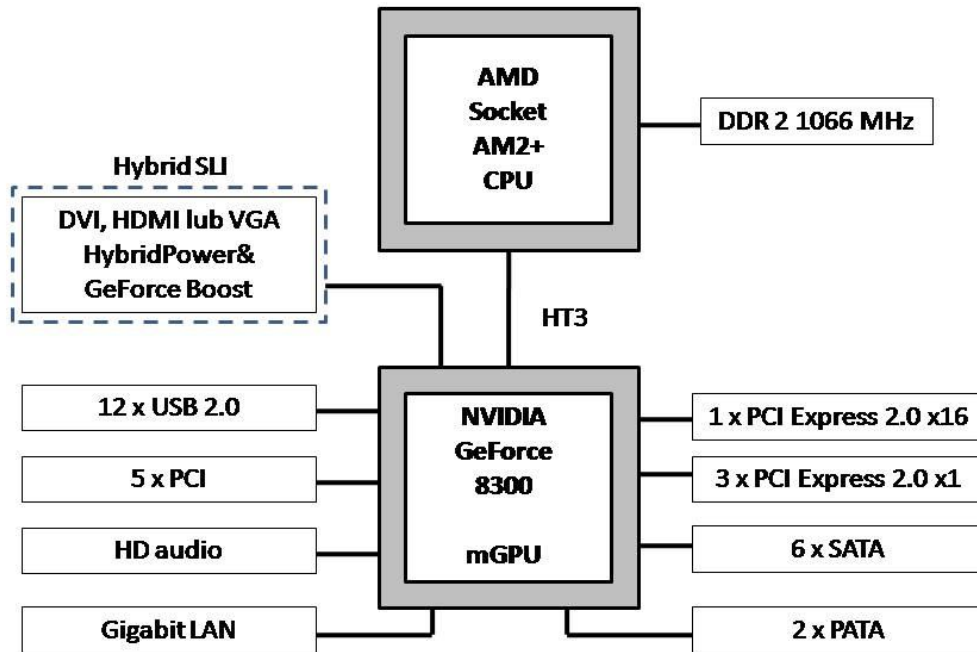 AMD
Socket
AM2+
CPU
DDR 2 1066 MHz
Hybrid SLI
DVI, HDMI lub VGA
HybridPower&
GeForce Boost
HT3
12 x USB 2.0
5 x PCI
HD audio
Gigabit LAN
NVIDIA
GeForce
8300
mGPU
1 x PCI Express 2.0 x16
3 x PCI Express 2.0 x1
6 x SATA
2 x PATA